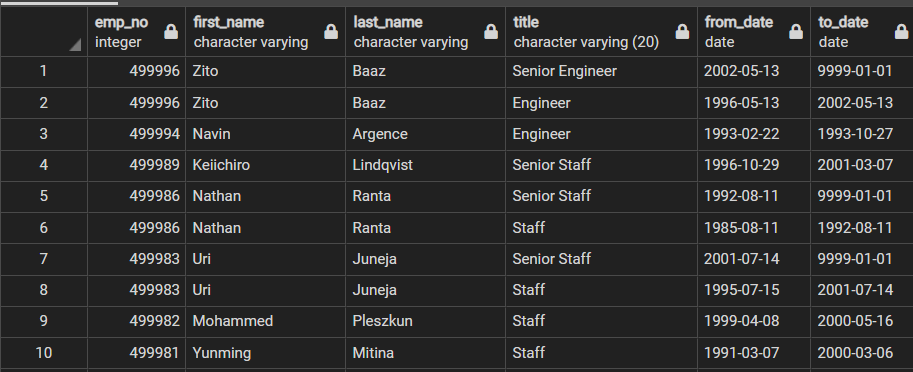 emp_no first_name last_name title from_date to_date
integer character varying character varying character varying (20) date date
1 499996 Zito Baaz Senior Engineer 2002-05-13 9999-01-01
2 499996 Zito Baaz Engineer 1996-05-13 2002-05-13
3 499994 Navin Argence Engineer 1993-02-22 1993-10-27
4 499989 Keiichiro Lindqvist Senior Staff 1996-10-29 2001-03-07
5 499986 Nathan Ranta Senior Staff 1992-08-11 9999-01-01
6 499986 Nathan Ranta Staff 1985-08-11 1992-08-11
7 499983 Uri Juneja Senior Staff 2001-07-14 9999-01-01
8 499983 Uri Juneja Staff 1995-07-15 2001-07-14
9 499982 Mohammed Pleszkun Staff 1999-04-08 2000-05-16
10 499981 Yunming Mitina Staff 1991-03-07 2000-03-06